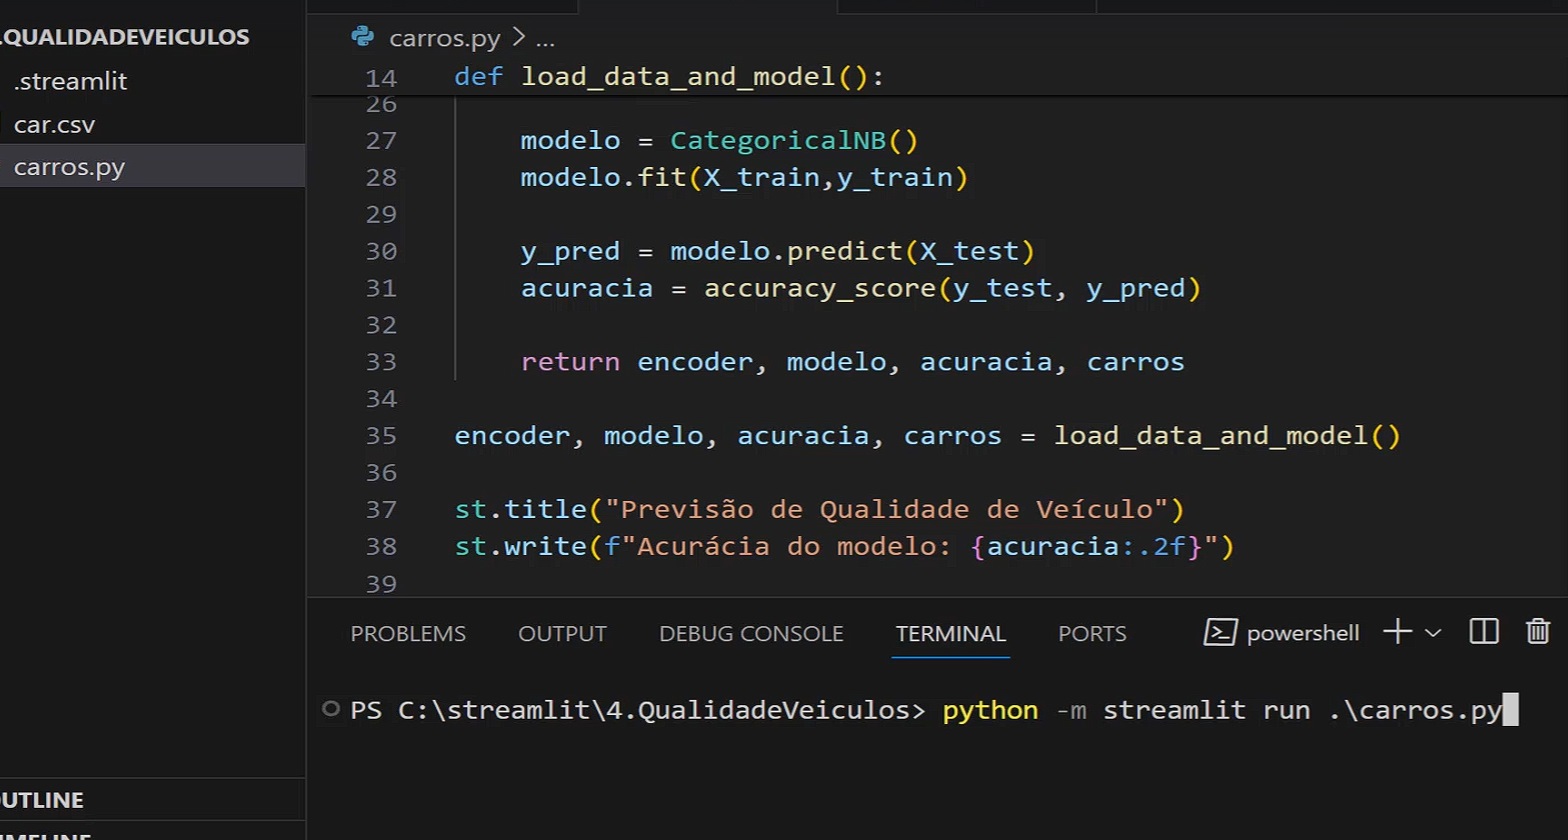 .QUALIDADEVEICULOS
.streamlit
car.csv
carros.py
carros.py > ...
14 def load_data_and_model():
26
27 modelo = CategoricalNB()
28 modelo.fit(X_train,y_train)
29
30 y_pred = modelo.predict(X_test)
31 acuracia = accuracy_score(y_test, y_pred)
32
33 return encoder, modelo, acuracia, carros
34
35 encoder, modelo, acuracia, carros = load_data_and_model()
36
37 st.title("Previsão de Qualidade de Veículo")
38 st.write(f"Acurácia do modelo: {acuracia:.2f}")
39
PROBLEMS OUTPUT DEBUG CONSOLE TERMINAL PORTS powershell
PS C:\streamlit\4.QualidadeVeiculos> python -m streamlit run .\carros.py
OUTLINE
TIMELINE